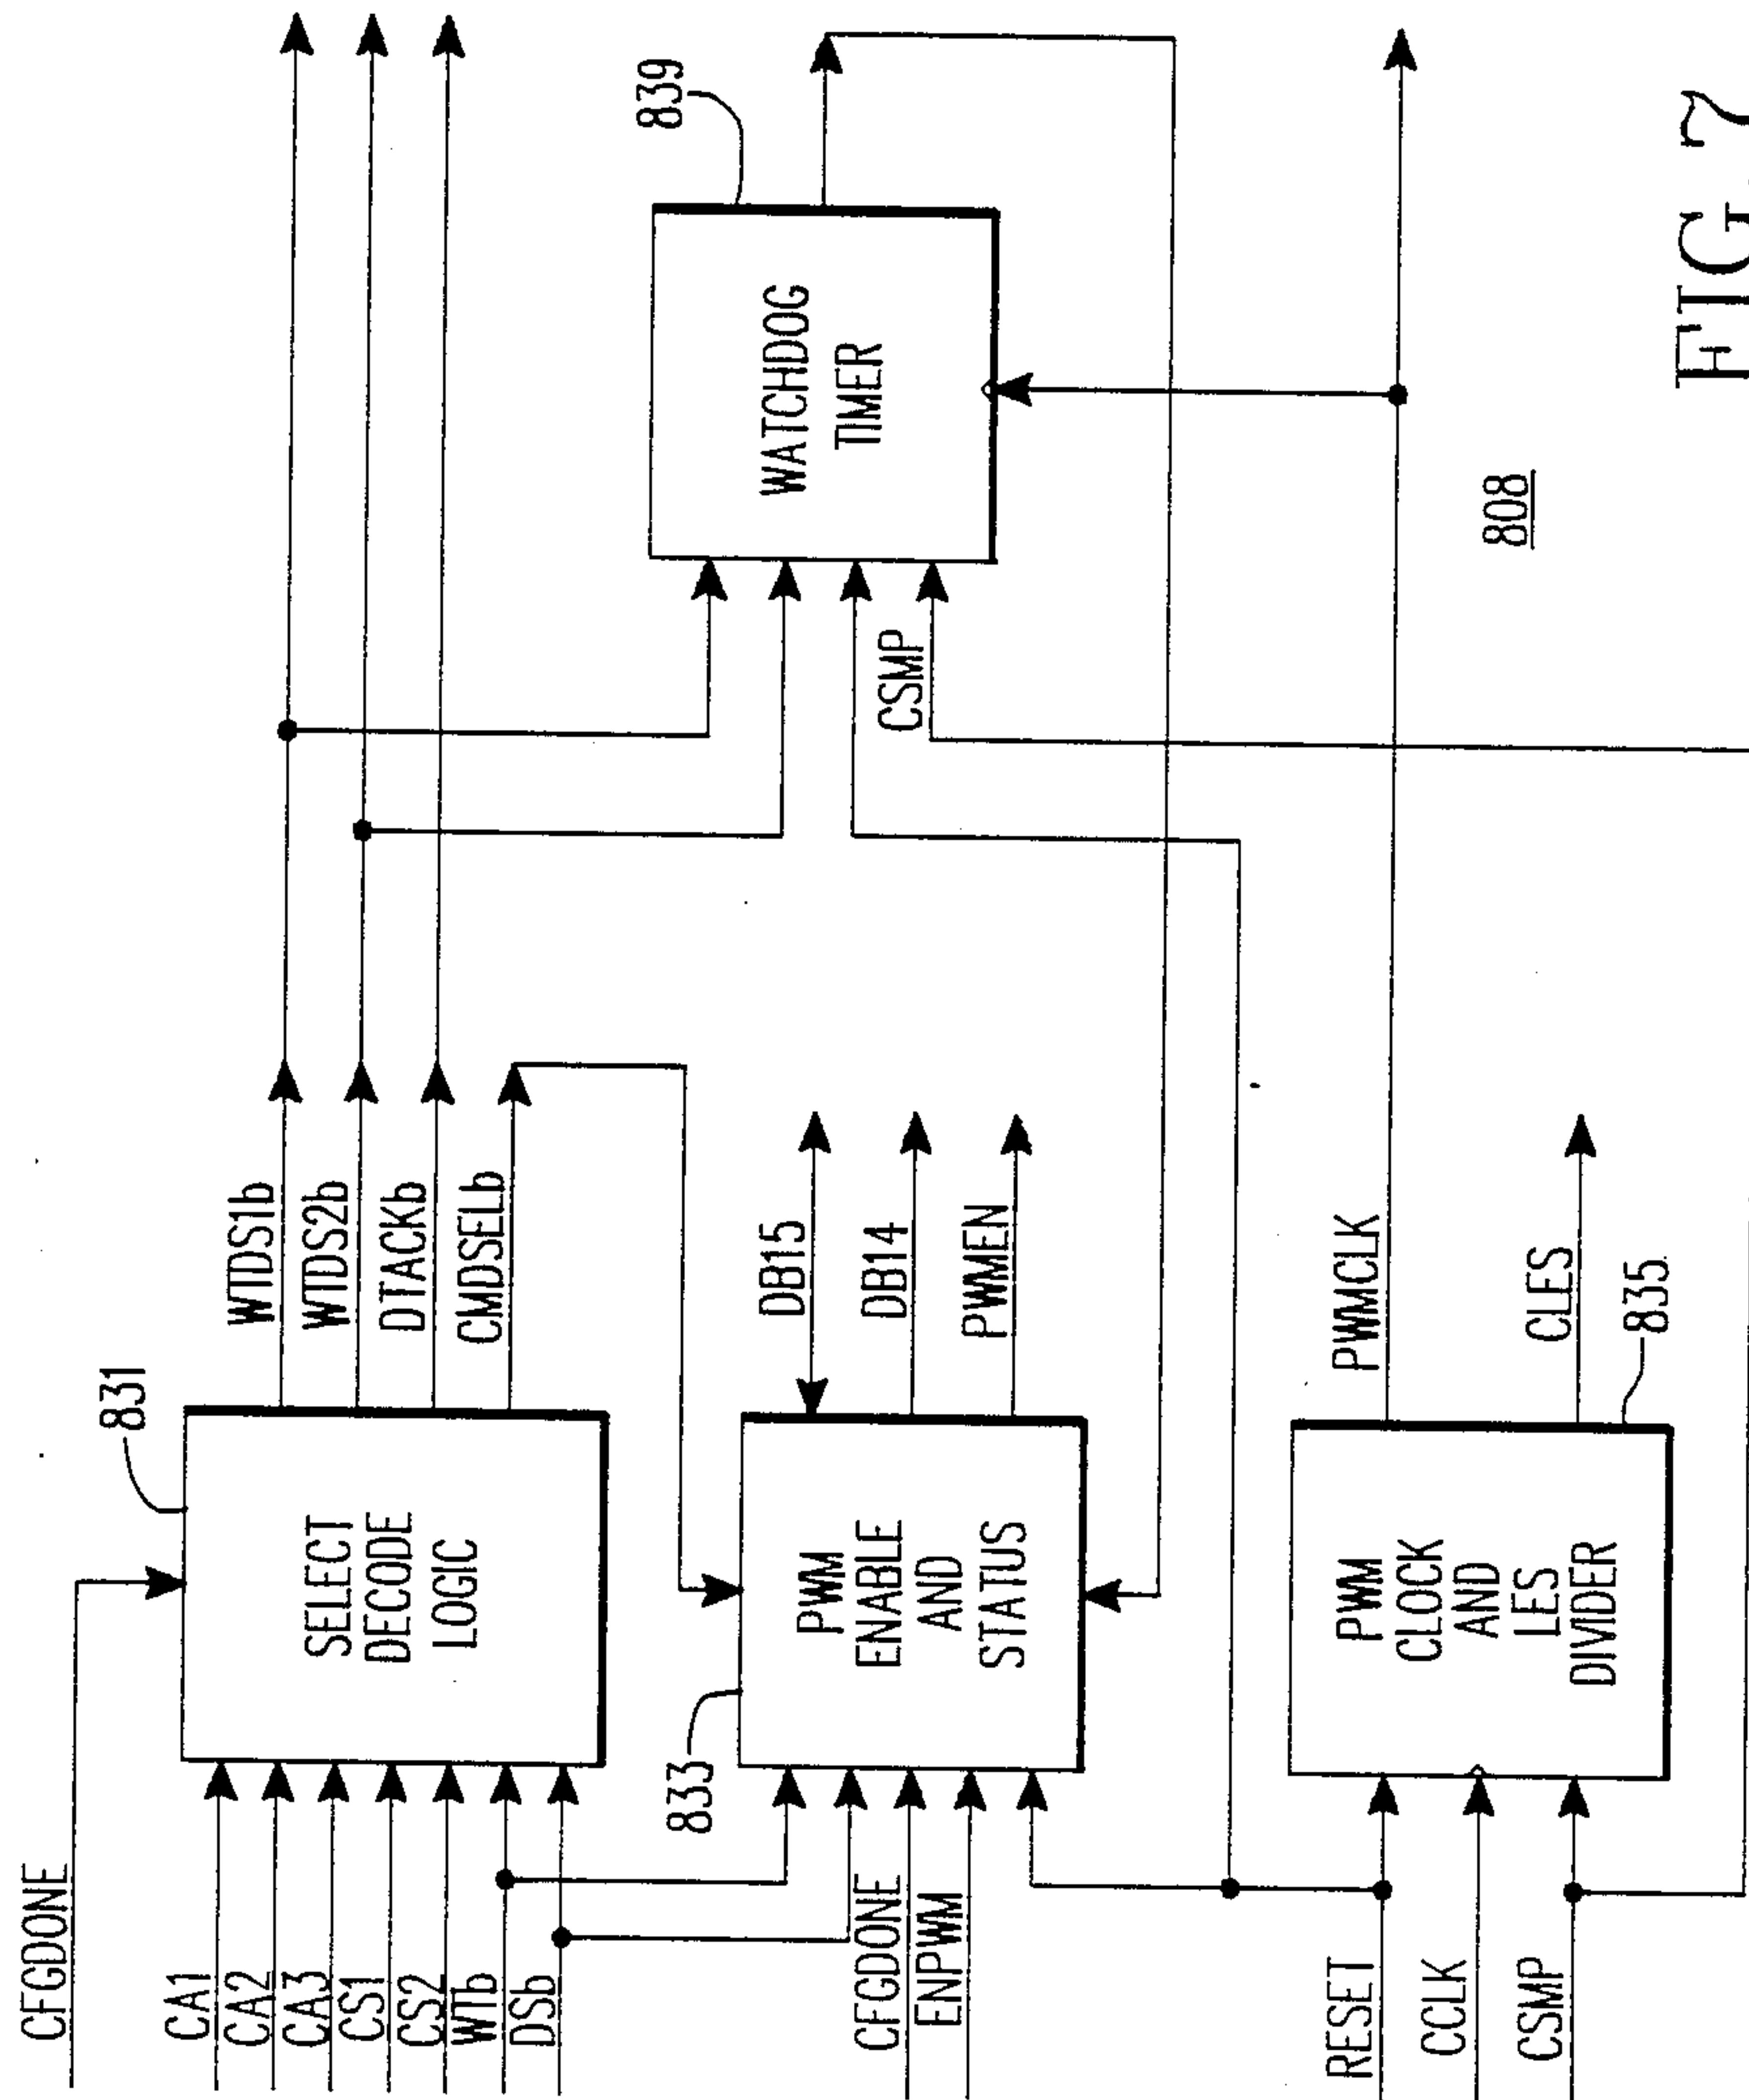 CFGDONE
831
CA1
CA2
CA3
CS1
CS2
WTb
DSb
SELECT
DECODE
LOGIC
WTDS1b
WTDS2b
DTACKb
CMDSELb
839
WATCHDOG
TIMER
CSMP
833
CFGDONE
ENPWM
PWM
ENABLE
AND
STATUS
DB15
DB14
PWMEN
RESET
CCLK
CSMP
PWM
CLOCK
AND
LES
DIVIDER
PWMCLK
CLES
835
808
FIG. 7